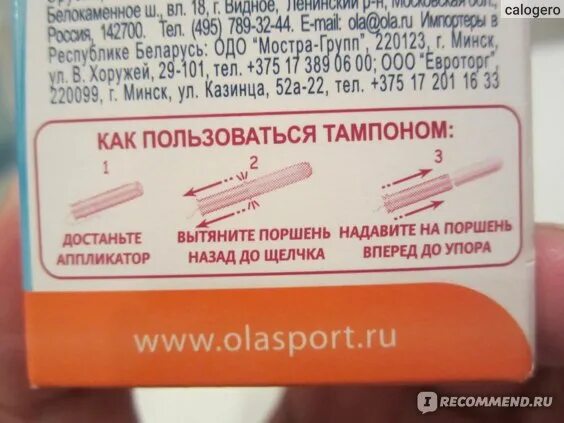 calogero
Белокаменное ш., вл. 18, г. Видное, Ленинский р-н, Московская обл.,
Россия, 142700. Тел. (495) 789-32-44. E-mail: ola@ola.ru Импортеры в
Республике Беларусь: ОДО "Мостра-Групп", 220123, г. Минск,
ул. В. Хоружей, 29-101, тел. +375 17 389 06 00; ООО "Евроторг",
220099, г. Минск, ул. Казинца, 52а-22, тел. +375 17 201 16 33
КАК ПОЛЬЗОВАТЬСЯ ТАМПОНОМ:
1 2 3
ДОСТАНЬТЕ АППЛИКАТОР
ВЫТЯНИТЕ ПОРШЕНЬ НАЗАД ДО ЩЕЛЧКА
НАДАВИТЕ НА ПОРШЕНЬ ВПЕРЕД ДО УПОРА
www.olasport.ru
IRECOMMEND.RU